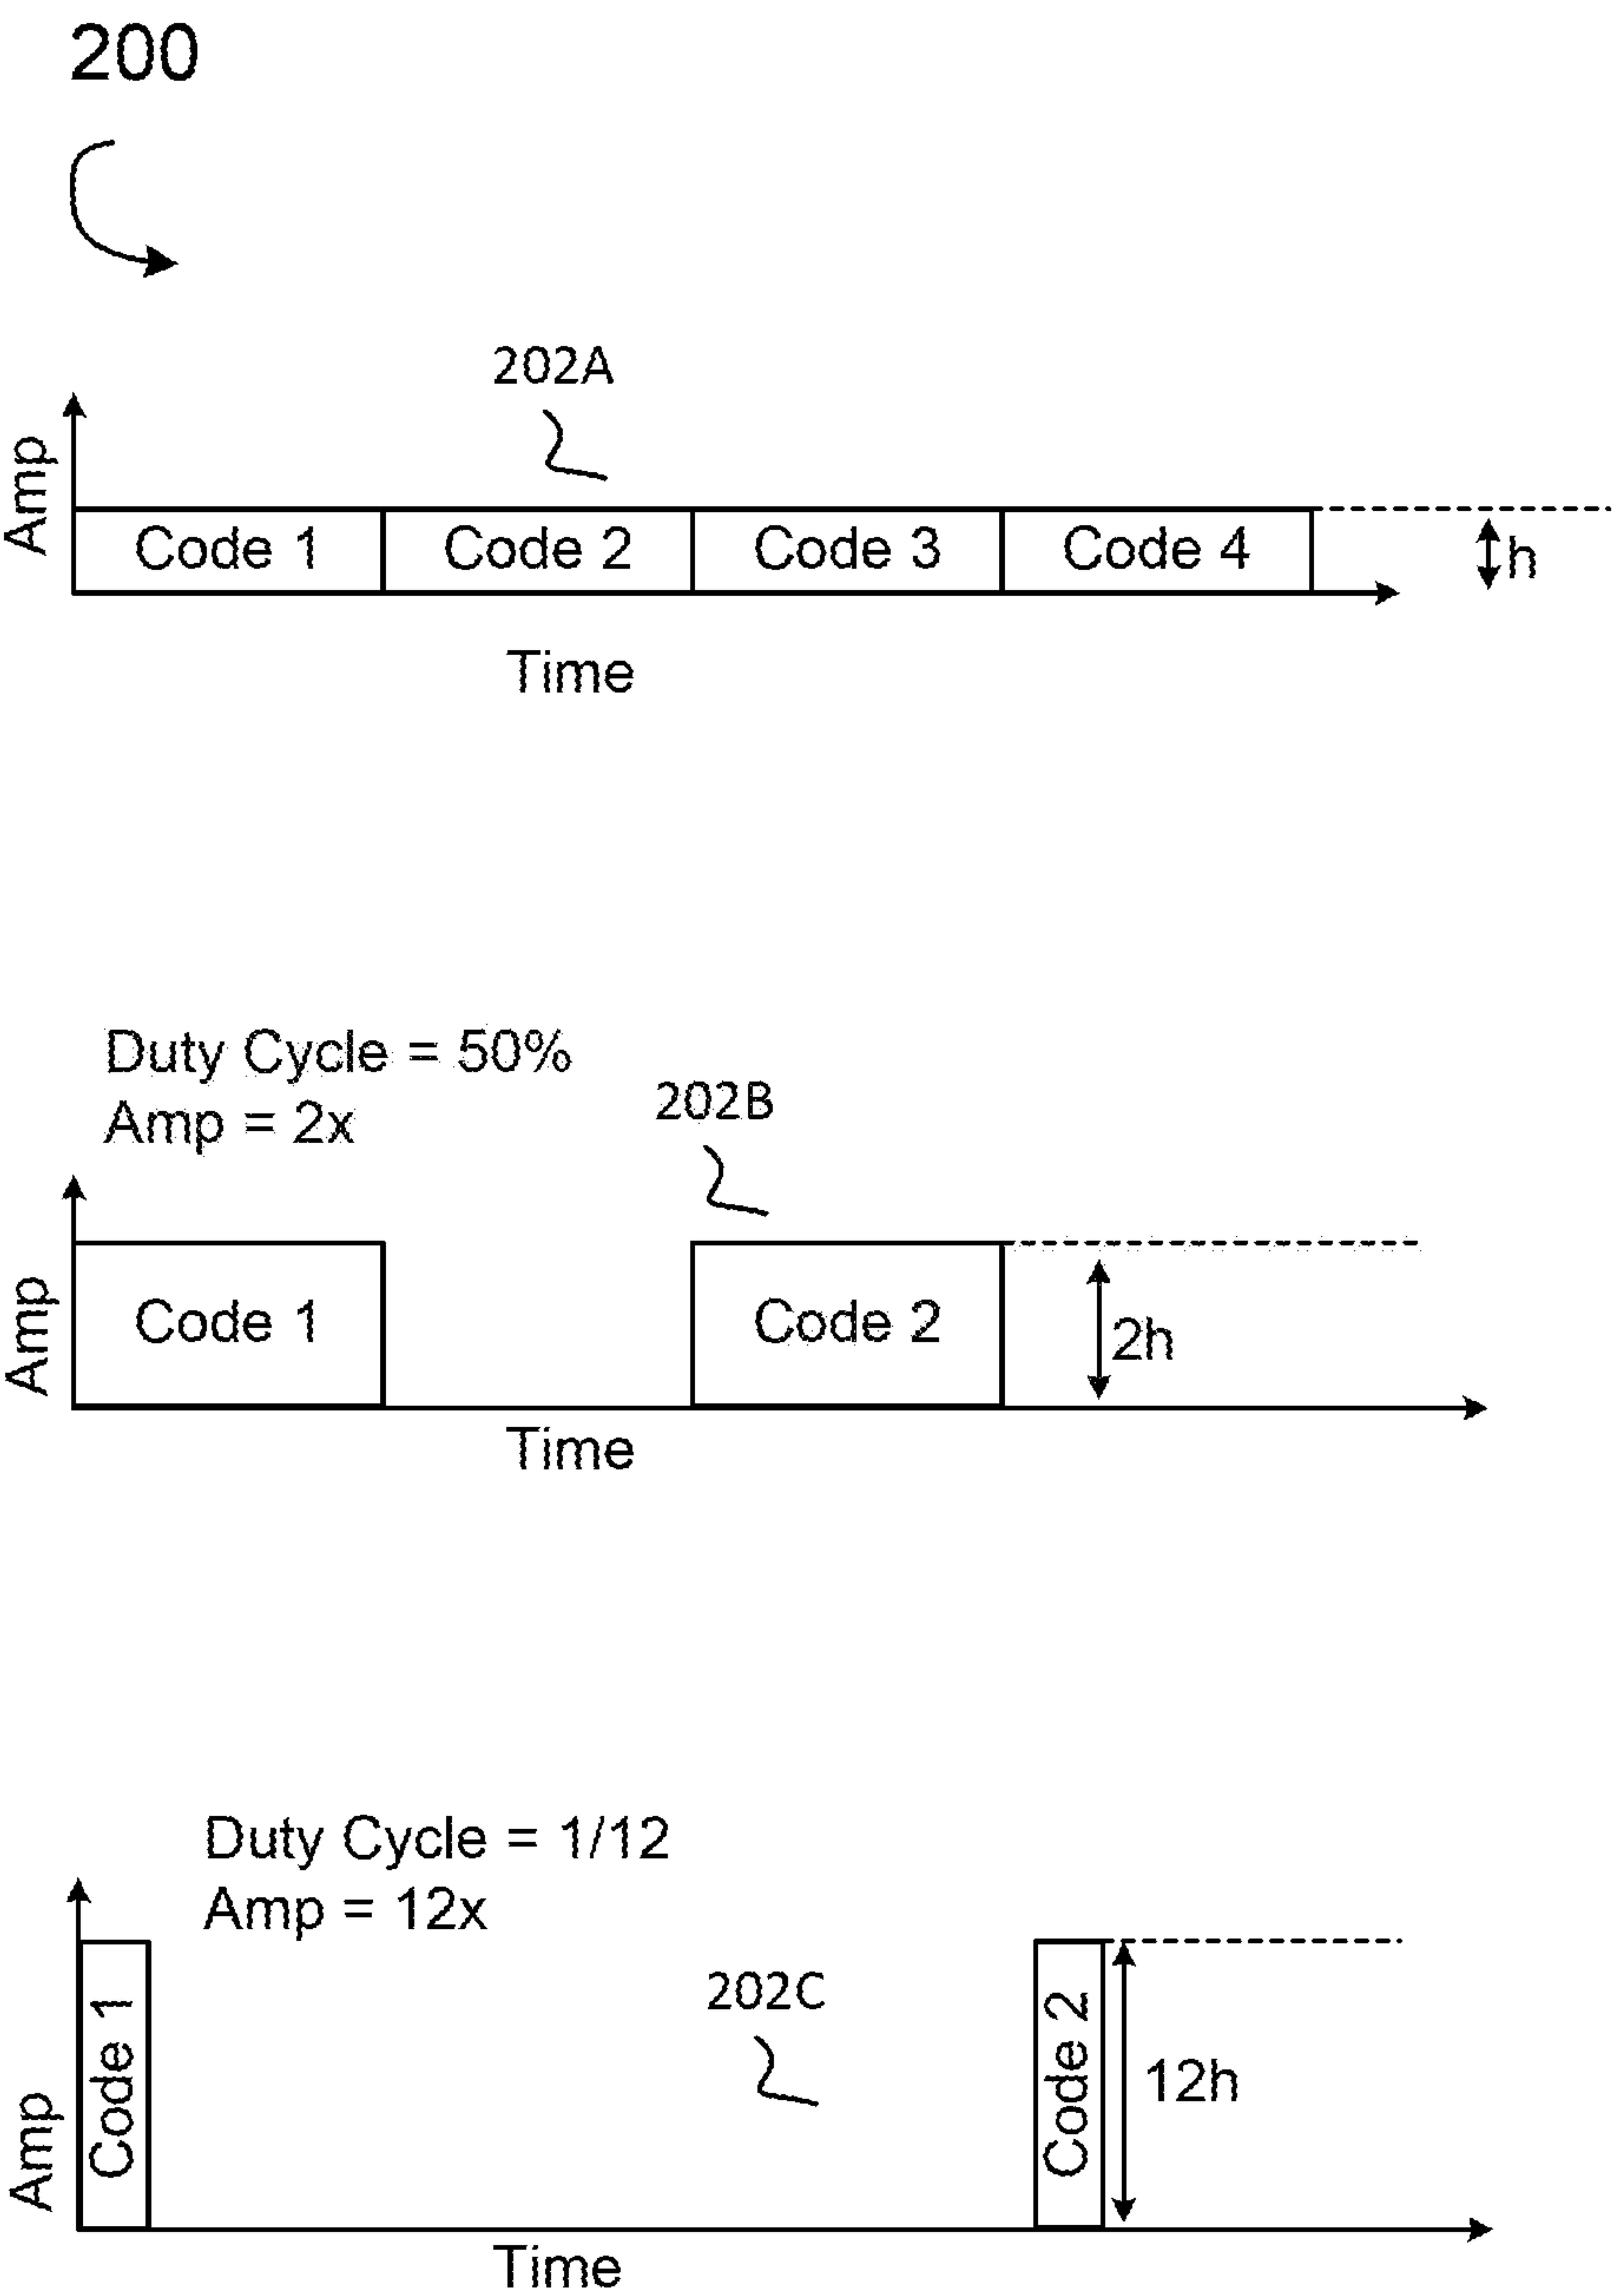 200
202A
Amp
Code 1 Code 2 Code 3 Code 4
h
Time
Duty Cycle = 50%
Amp = 2x
202B
Amp
Code 1 Code 2
2h
Time
Duty Cycle = 1/12
Amp = 12x
202C
Amp
Code 1 Code 2
12h
Time